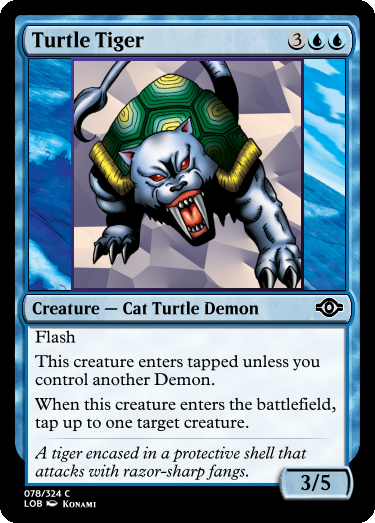 Turtle Tiger 3
Creature — Cat Turtle Demon
Flash
This creature enters tapped unless you
control another Demon.
When this creature enters the battlefield,
tap up to one target creature.
A tiger encased in a protective shell that
attacks with razor-sharp fangs.
3/5
078/324 C
LOB KONAMI